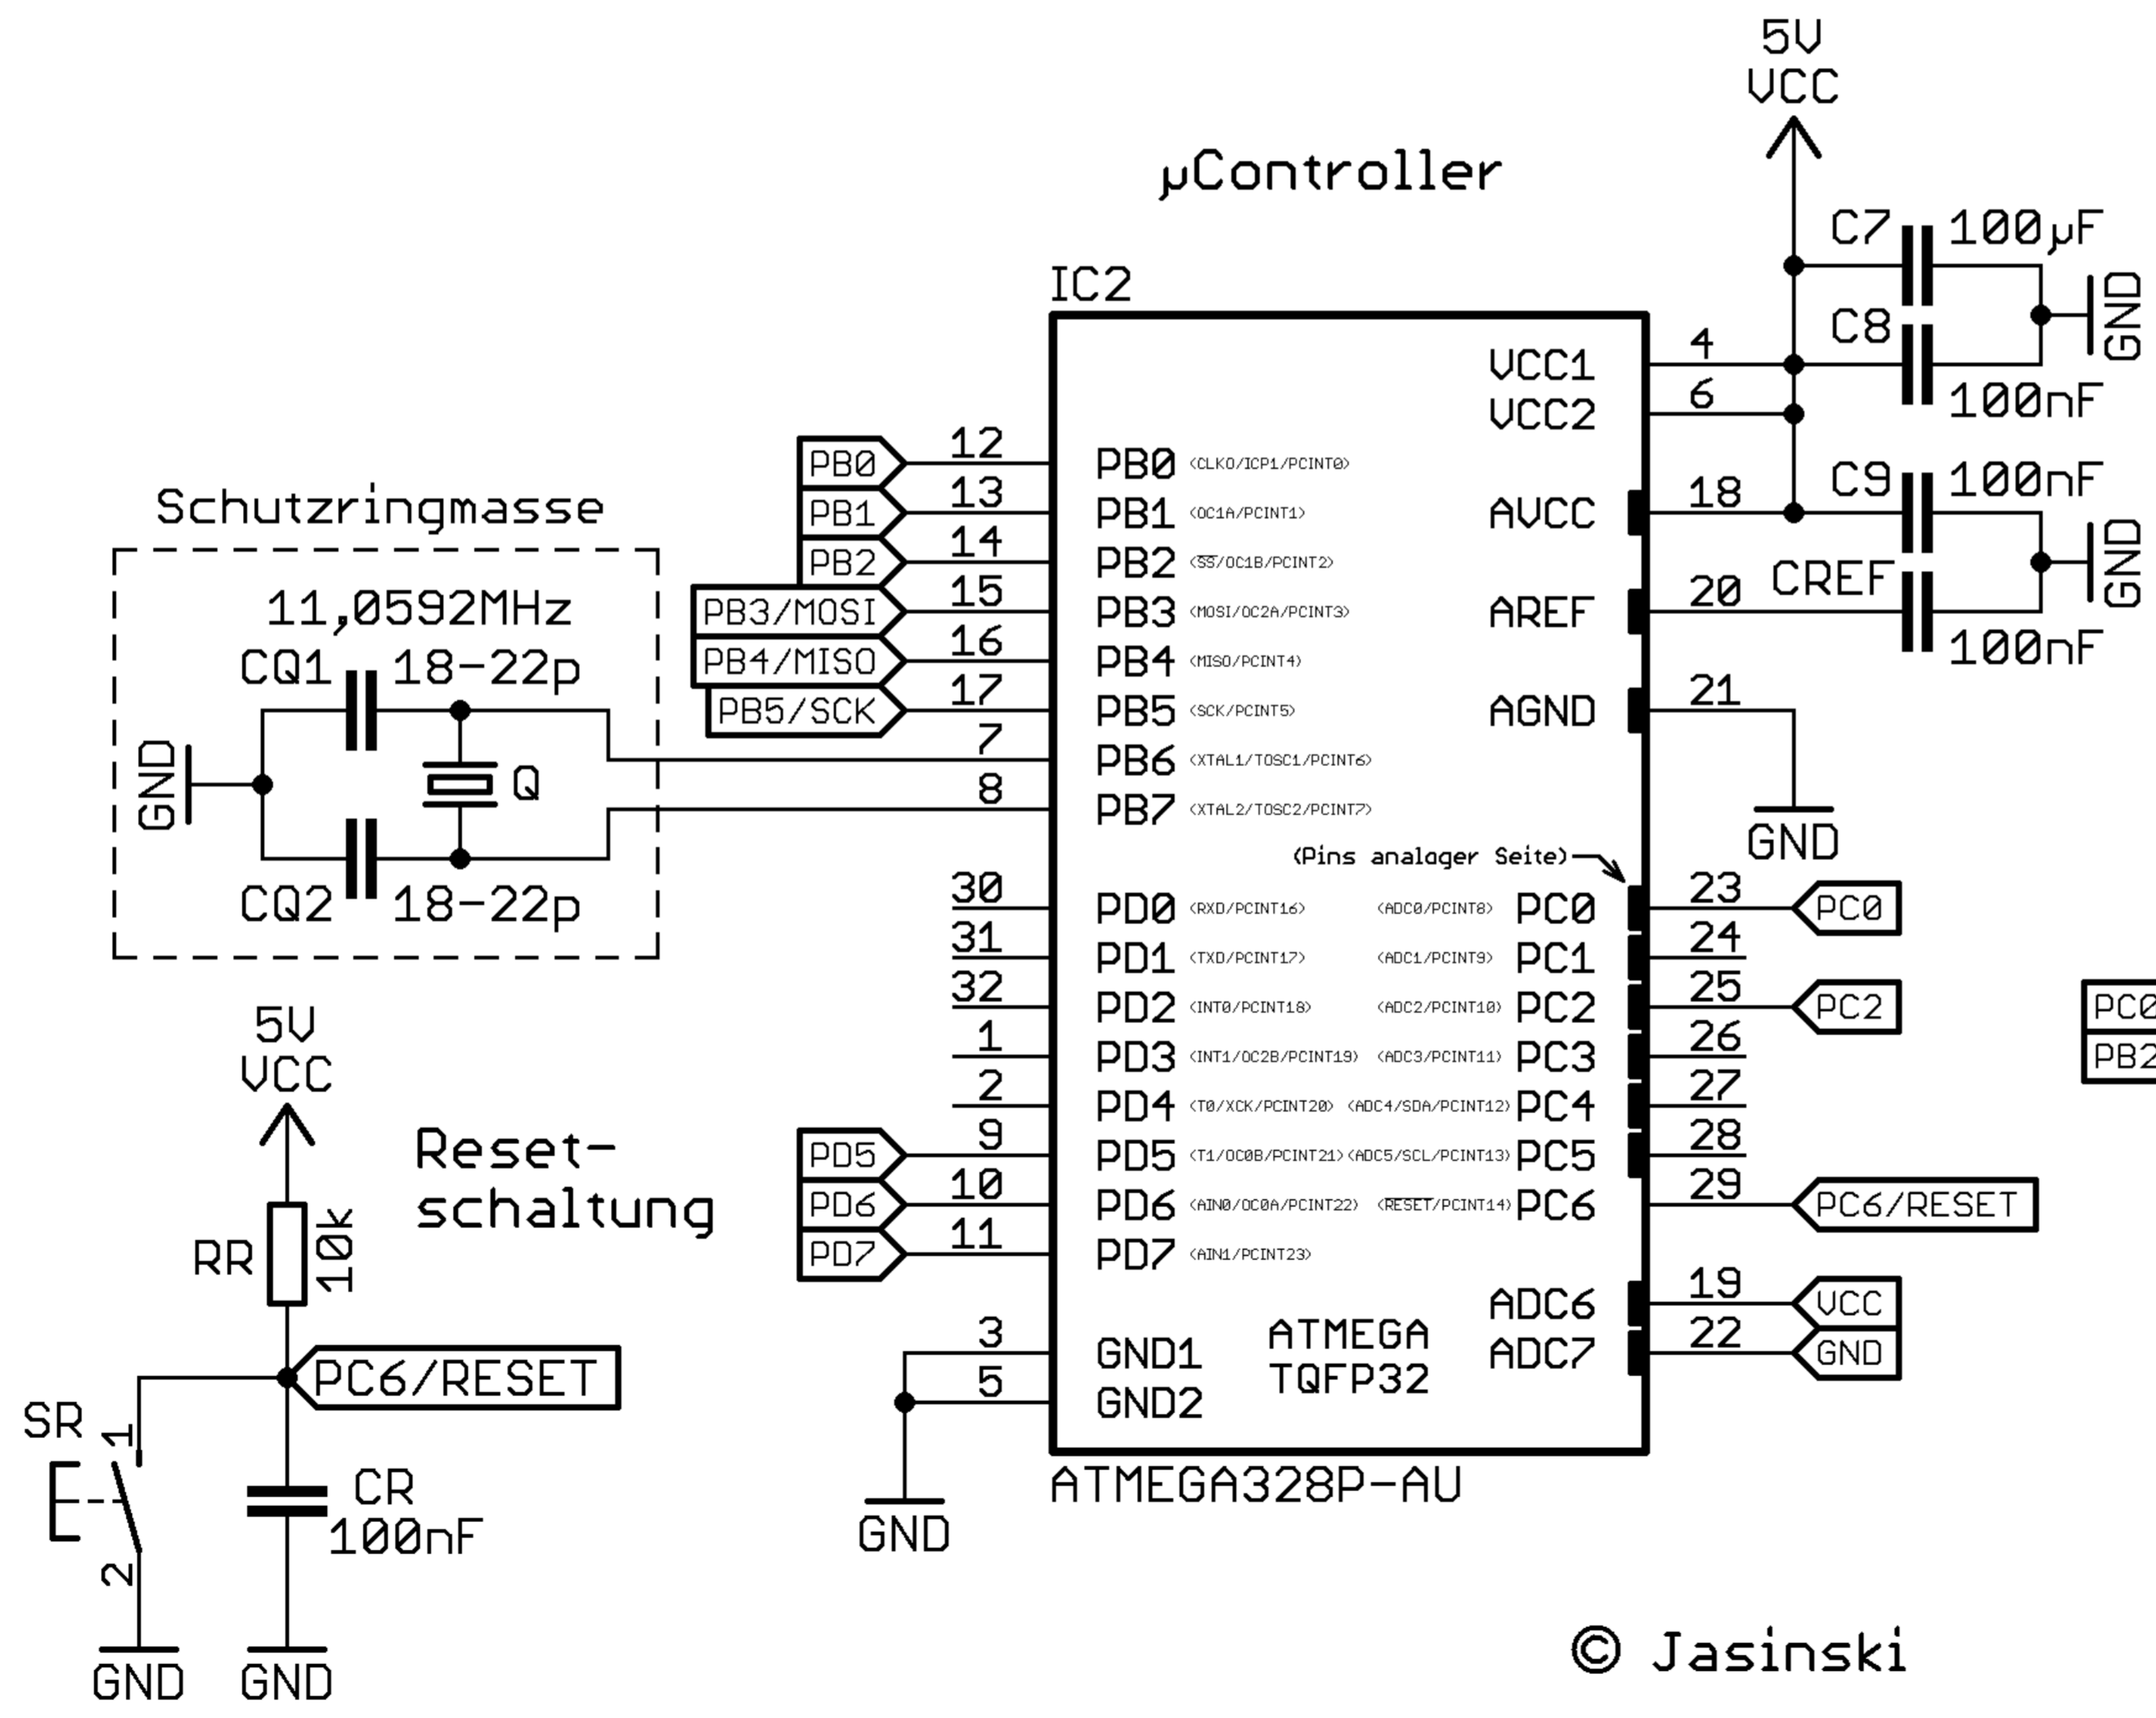 5V
VCC
µController
C7 100µF
GND
C8
100nF
IC2
VCC1 4
VCC2 6
C9 100nF
GND
AVCC 18
CREF
AREF 20
100nF
AGND 21
GND
PB0 12 PB0 (CLKO/ICP1/PCINT0)
PB1 13 PB1 (OC1A/PCINT1)
PB2 14 PB2 (SS/OC1B/PCINT2)
PB3/MOSI 15 PB3 (MOSI/OC2A/PCINT3)
PB4/MISO 16 PB4 (MISO/PCINT4)
PB5/SCK 17 PB5 (SCK/PCINT5)
7 PB6 (XTAL1/TOSC1/PCINT6)
8 PB7 (XTAL2/TOSC2/PCINT7)
Schutzringmasse
11,0592MHz
CQ1 18-22p
GND
Q
CQ2 18-22p
(Pins analager Seite)
30 PD0 (RXD/PCINT16) (ADC0/PCINT8) PC0 23 PC0
31 PD1 (TXD/PCINT17) (ADC1/PCINT9) PC1 24
32 PD2 (INT0/PCINT18) (ADC2/PCINT10) PC2 25 PC2
1 PD3 (INT1/OC2B/PCINT19) (ADC3/PCINT11) PC3 26
2 PD4 (T0/XCK/PCINT20) (ADC4/SDA/PCINT12) PC4 27
PD5 9 PD5 (T1/OC0B/PCINT21) (ADC5/SCL/PCINT13) PC5 28
PD6 10 PD6 (AIN0/OC0A/PCINT22) (RESET/PCINT14) PC6 29 PC6/RESET
PD7 11 PD7 (AIN1/PCINT23)
ADC6 19 VCC
ADC7 22 GND
3 GND1
5 GND2
GND
ATMEGA
TQFP32
ATMEGA328P-AU
PC0
PB2
5V
VCC
Reset-
schaltung
RR 10k
PC6/RESET
SR 1
2
CR
100nF
GND
GND
© Jasinski